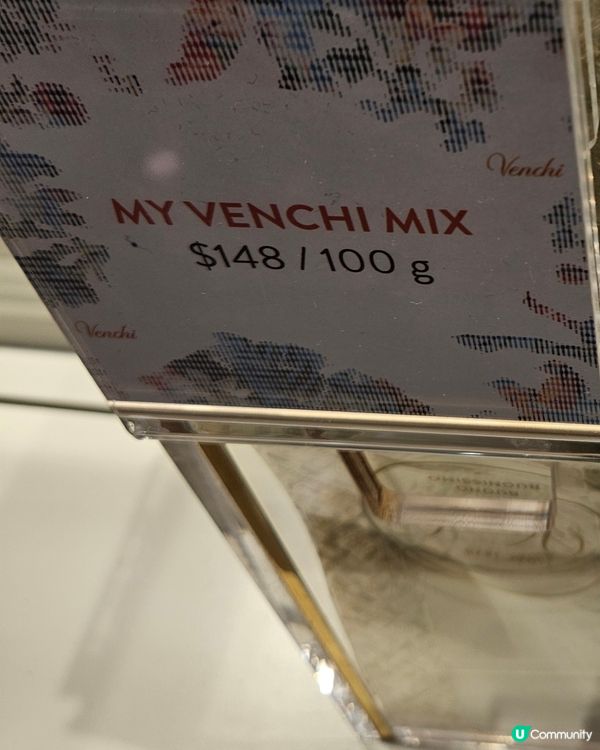 Venchi
MY VENCHI MIX
$148 / 100 g
Venchi
U Community